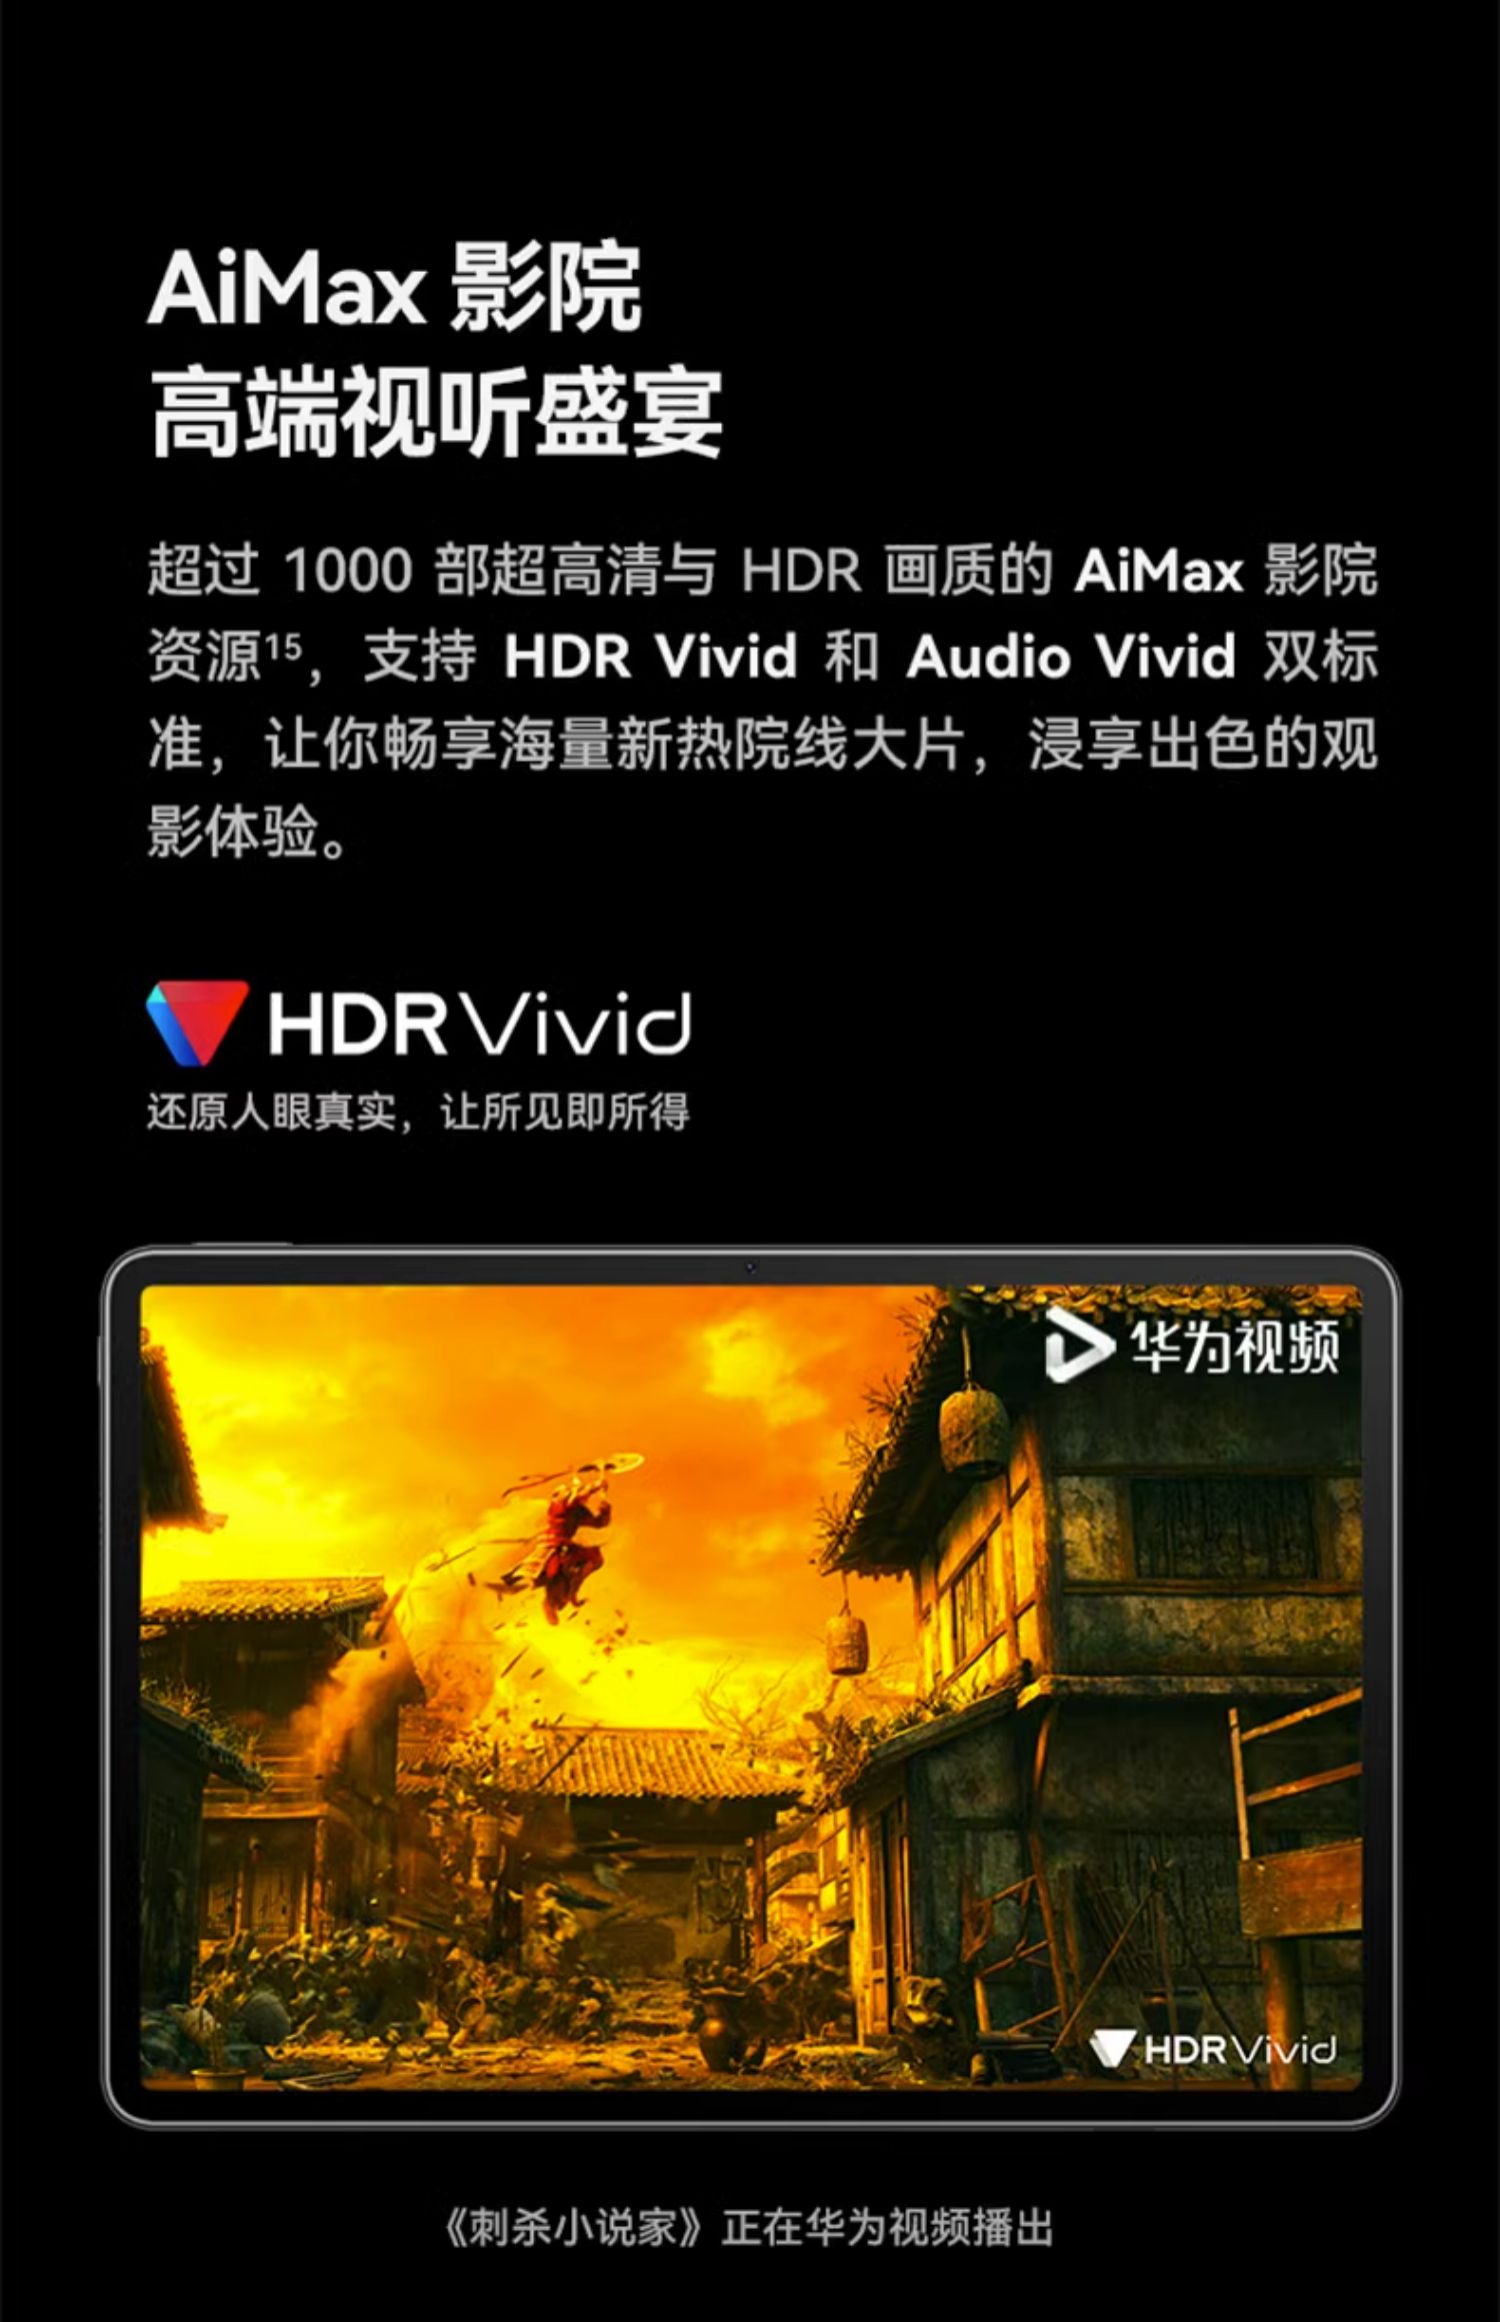 AiMax 影院
高端视听盛宴
超过 1000 部超高清与 HDR 画质的 AiMax 影院
资源15，支持 HDR Vivid 和 Audio Vivid 双标
准，让你畅享海量新热院线大片，浸享出色的观
影体验。
HDR Vivid
还原人眼真实，让所见即所得
华为视频
HDR Vivid
《刺杀小说家》正在华为视频播出